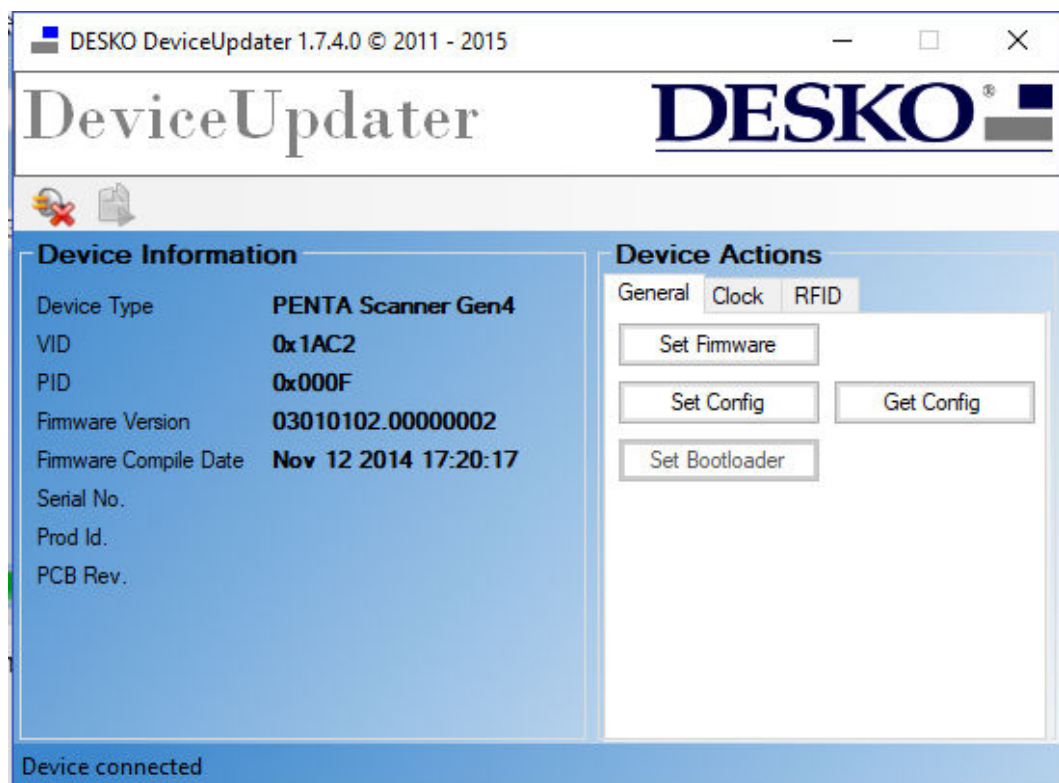 DESKO DeviceUpdater 1.7.4.0 © 2011 - 2015
DeviceUpdater
DESKO®
Device Information
Device Type PENTA Scanner Gen4
VID 0x1AC2
PID 0x000F
Firmware Version 03010102.00000002
Firmware Compile Date Nov 12 2014 17:20:17
Serial No.
Prod Id.
PCB Rev.
Device Actions
General Clock RFID
Set Firmware
Set Config Get Config
Set Bootloader
Device connected